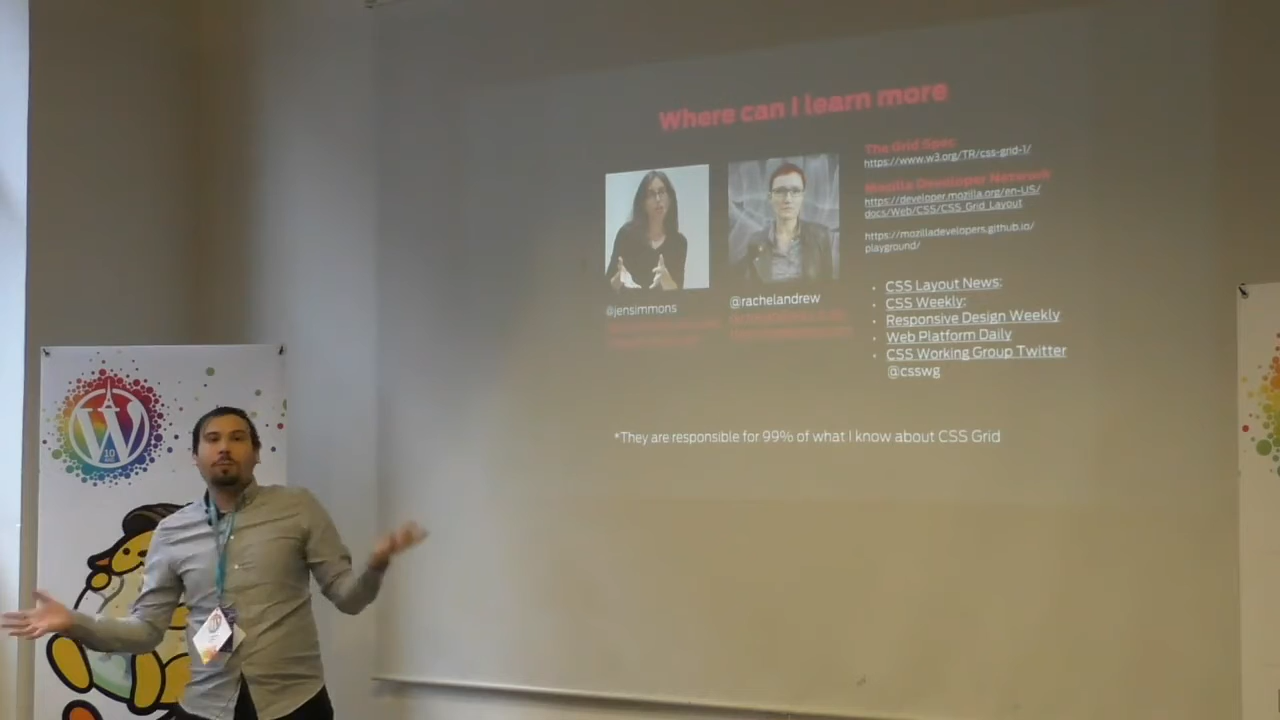 Where can I learn more
The Grid Spec
https://www.w3.org/TR/css-grid-1/
Mozilla Developer Network
https://developer.mozilla.org/en-US/
docs/Web/CSS/CSS_Grid_Layout
https://mozilladevelopers.github.io/
playground/
@jensimmons
@rachelandrew
• CSS Layout News:
• CSS Weekly:
• Responsive Design Weekly
• Web Platform Daily
• CSS Working Group Twitter
@csswg
*They are responsible for 99% of what I know about CSS Grid
W
10